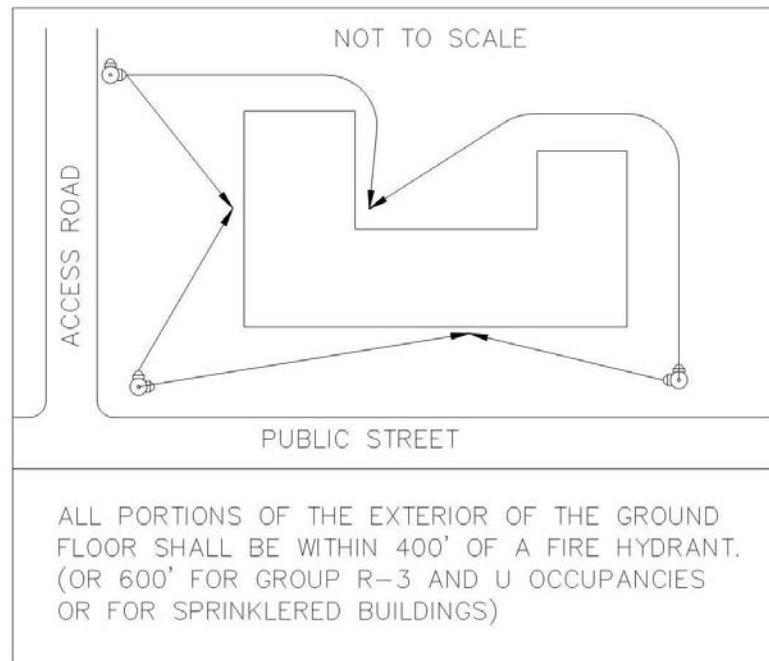 NOT TO SCALE
ACCESS ROAD
PUBLIC STREET
ALL PORTIONS OF THE EXTERIOR OF THE GROUND
FLOOR SHALL BE WITHIN 400' OF A FIRE HYDRANT.
(OR 600' FOR GROUP R-3 AND U OCCUPANCIES
OR FOR SPRINKLERED BUILDINGS)